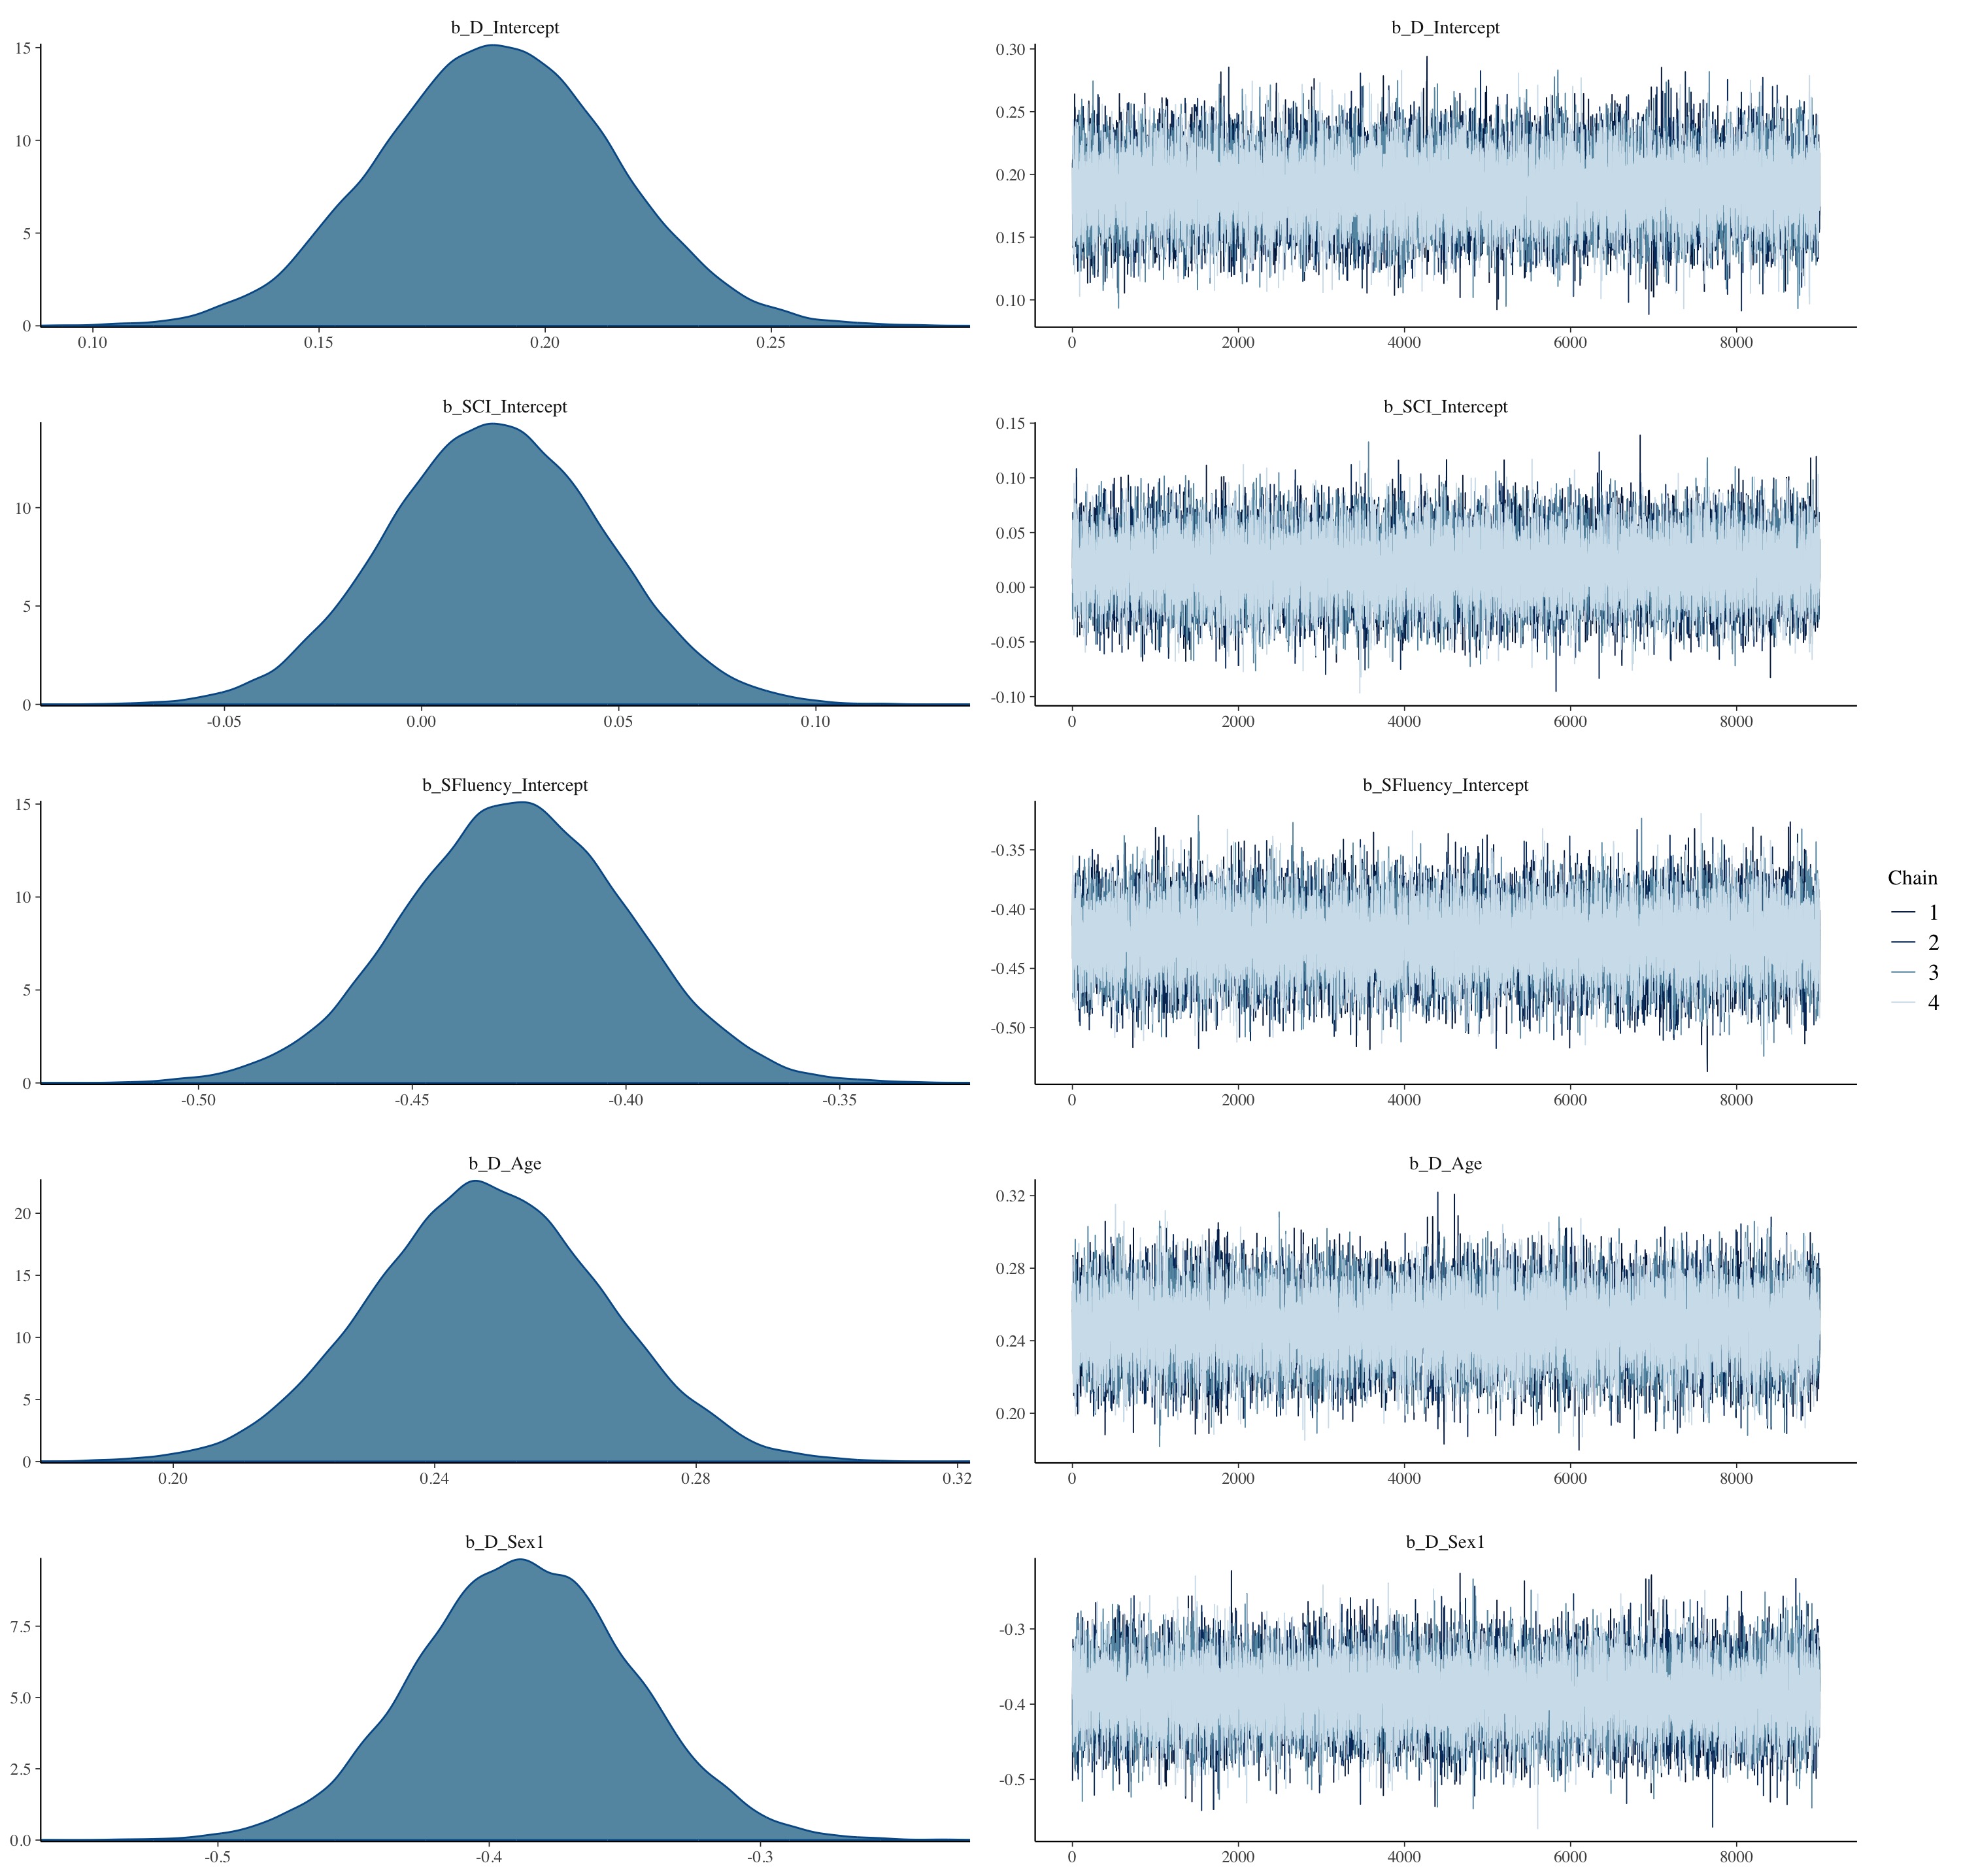 b_D_Intercept
15
10
5
0
0.10 0.15 0.20 0.25
b_D_Intercept
0.30
0.25
0.20
0.15
0.10
0 2000 4000 6000 8000
b_SCI_Intercept
10
5
0
-0.05 0.00 0.05 0.10
b_SCI_Intercept
0.15
0.10
0.05
0.00
-0.05
-0.10
0 2000 4000 6000 8000
b_SFluency_Intercept
15
10
5
0
-0.50 -0.45 -0.40 -0.35
b_SFluency_Intercept
-0.35
-0.40
-0.45
-0.50
0 2000 4000 6000 8000
Chain
1
2
3
4
b_D_Age
20
15
10
5
0
0.20 0.24 0.28 0.32
b_D_Age
0.32
0.28
0.24
0.20
0 2000 4000 6000 8000
b_D_Sex1
7.5
5.0
2.5
0.0
-0.5 -0.4 -0.3
b_D_Sex1
-0.3
-0.4
-0.5
0 2000 4000 6000 8000